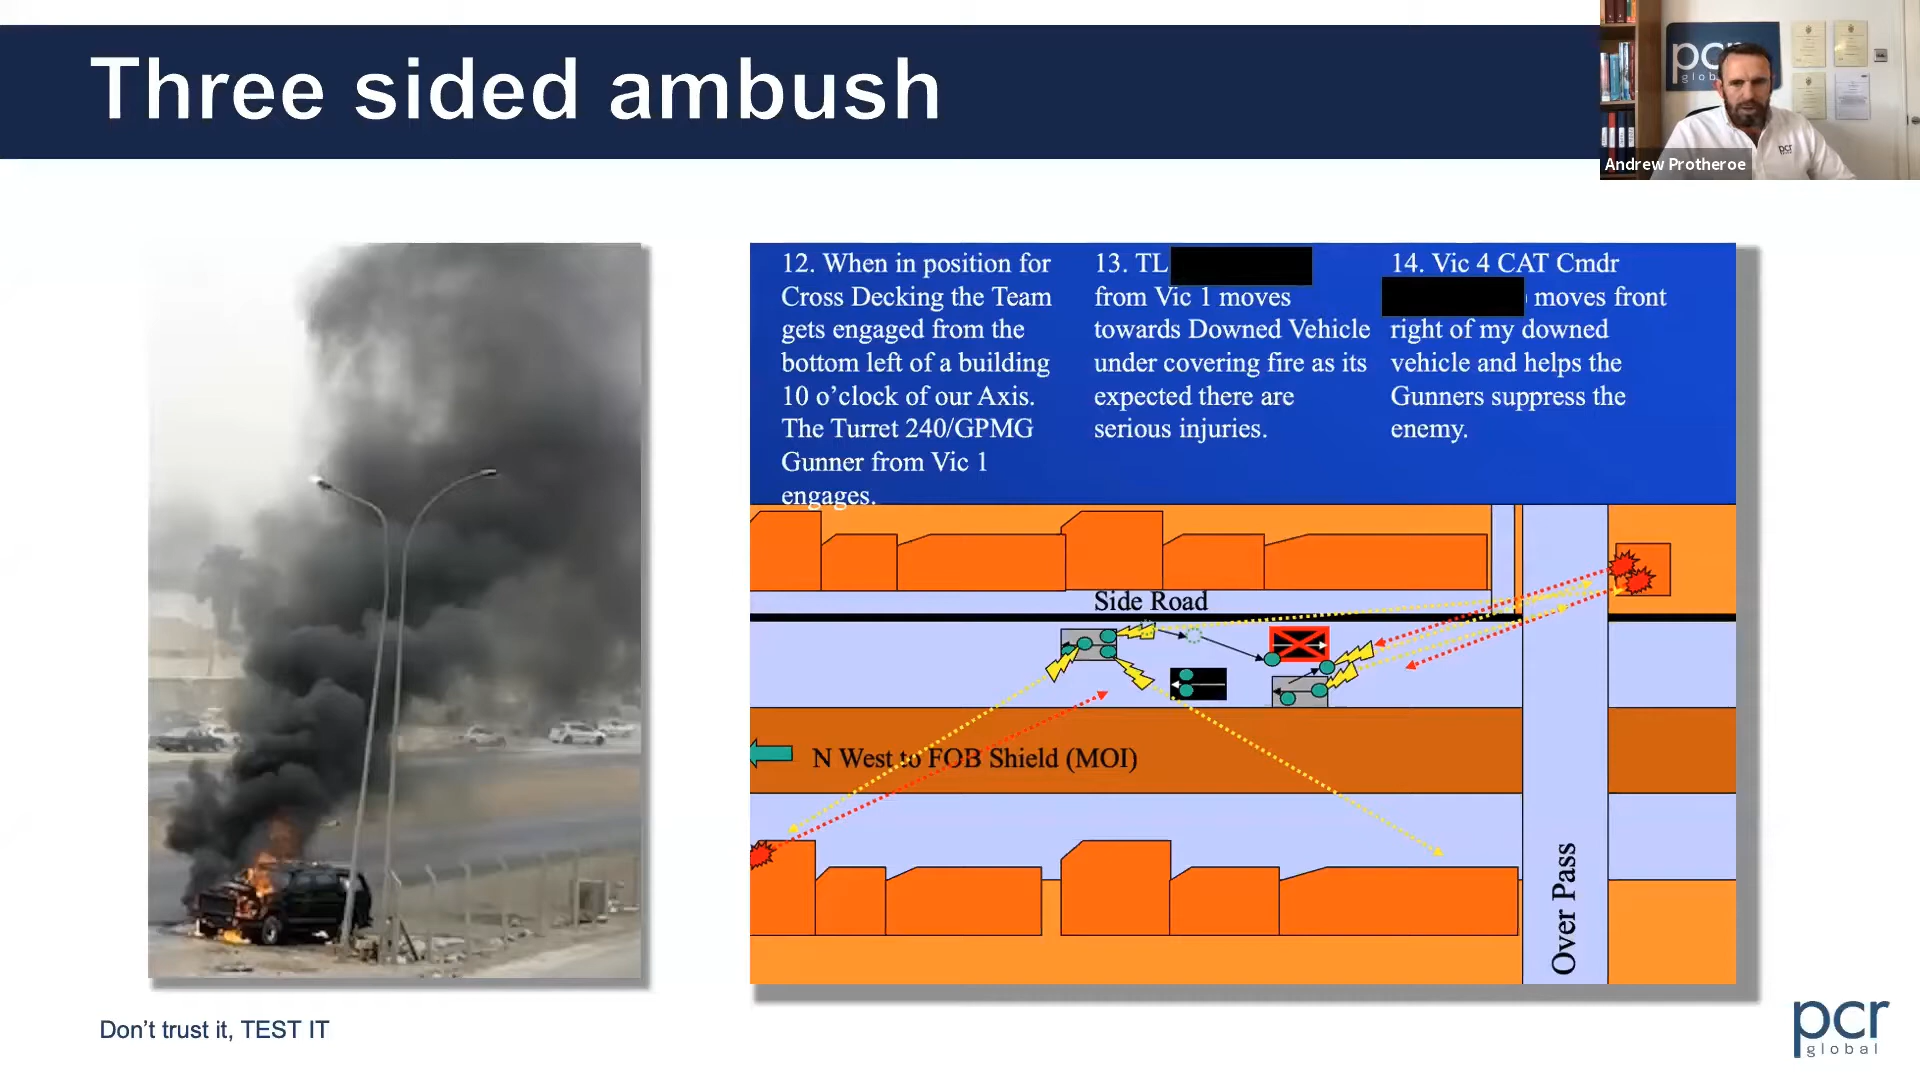 Three sided ambush
pcr
global
pcr
Andrew Protheroe
12. When in position for
Cross Decking the Team
gets engaged from the
bottom left of a building
10 o'clock of our Axis.
The Turret 240/GPMG
Gunner from Vic 1
engages.
13. TL
from Vic 1 moves
towards Downed Vehicle
under covering fire as its
expected there are
serious injuries.
14. Vic 4 CAT Cmdr
) moves front
right of my downed
vehicle and helps the
Gunners suppress the
enemy.
Side Road
N West to FOB Shield (MOI)
Over Pass
Don't trust it, TEST IT
pcr
global